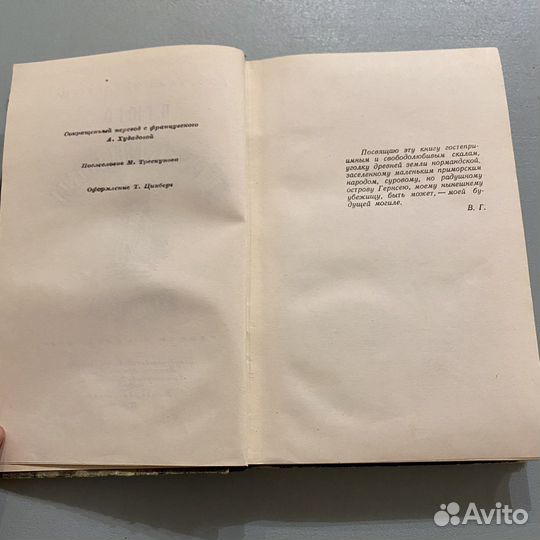 Сокращенный перевод с французского
А. Худадовой
Послесловие М. Трескунова
Оформление Т. Цинберг
Посвящаю эту книгу гостепри-
имным и свободолюбивым скалам,
уголку древней земли нормандской,
заселенному маленьким приморским
народом, суровому, но радушному
острову Гернсею, моему нынешнему
убежищу, быть может, — моей бу-
дущей могиле.
В. Г.
Avito